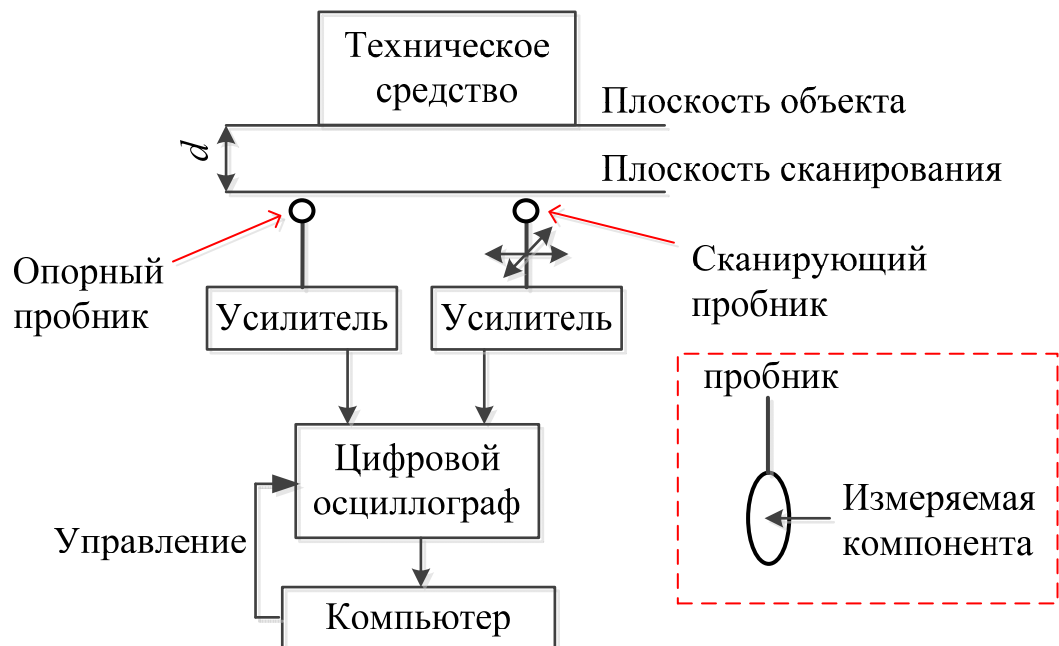 Техническое
средство
Плоскость объекта
d
Плоскость сканирования
Опорный
пробник
Сканирующий
пробник
Усилитель
Усилитель
пробник
Цифровой
осциллограф
Измеряемая
компонента
Управление
Компьютер